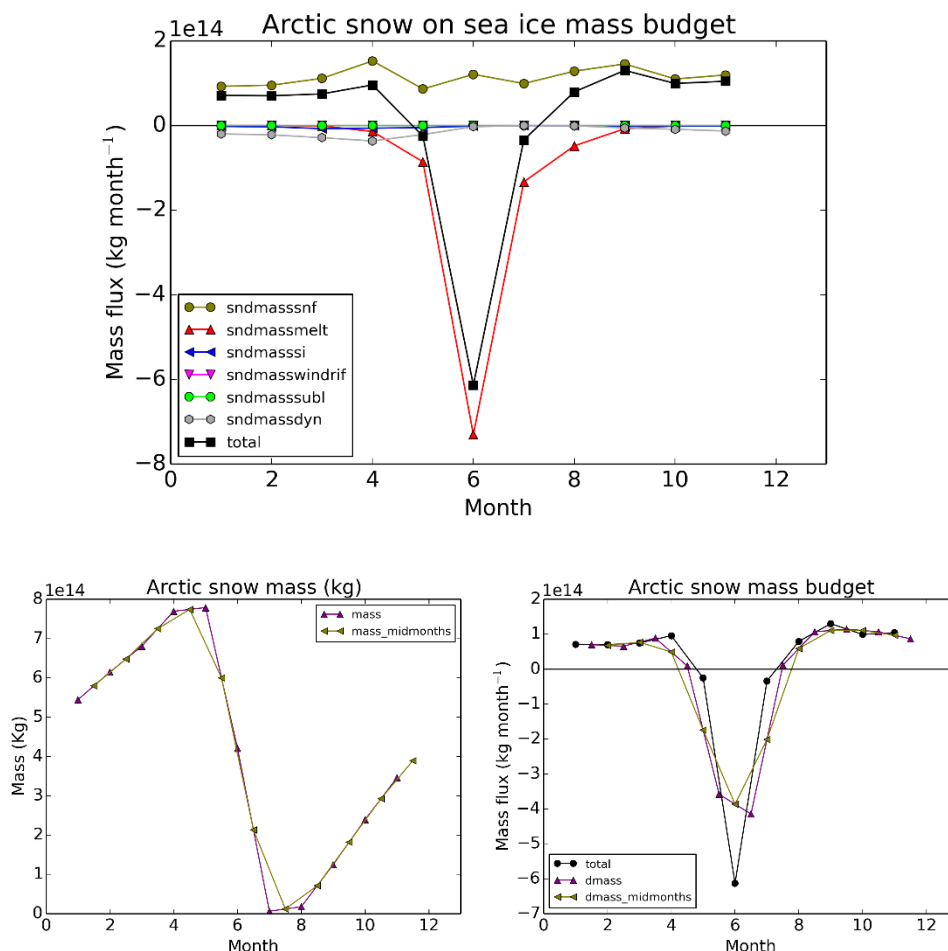 Arctic snow on sea ice mass budget
1e14
2
0
−2
−4
−6
−8
Mass flux (kg month⁻¹)
sndmasssnf
sndmassmelt
sndmasssi
sndmasswindrif
sndmasssubl
sndmassdyn
total
0 2 4 6 8 10 12
Month
Arctic snow mass (kg)
1e14
8
7
6
5
4
3
2
1
0
Mass (Kg)
mass
mass_midmonths
0 2 4 6 8 10 12
Month
Arctic snow mass budget
1e14
2
1
0
−1
−2
−3
−4
−5
−6
−7
Mass flux (kg month⁻¹)
total
dmass
dmass_midmonths
0 2 4 6 8 10 12
Month